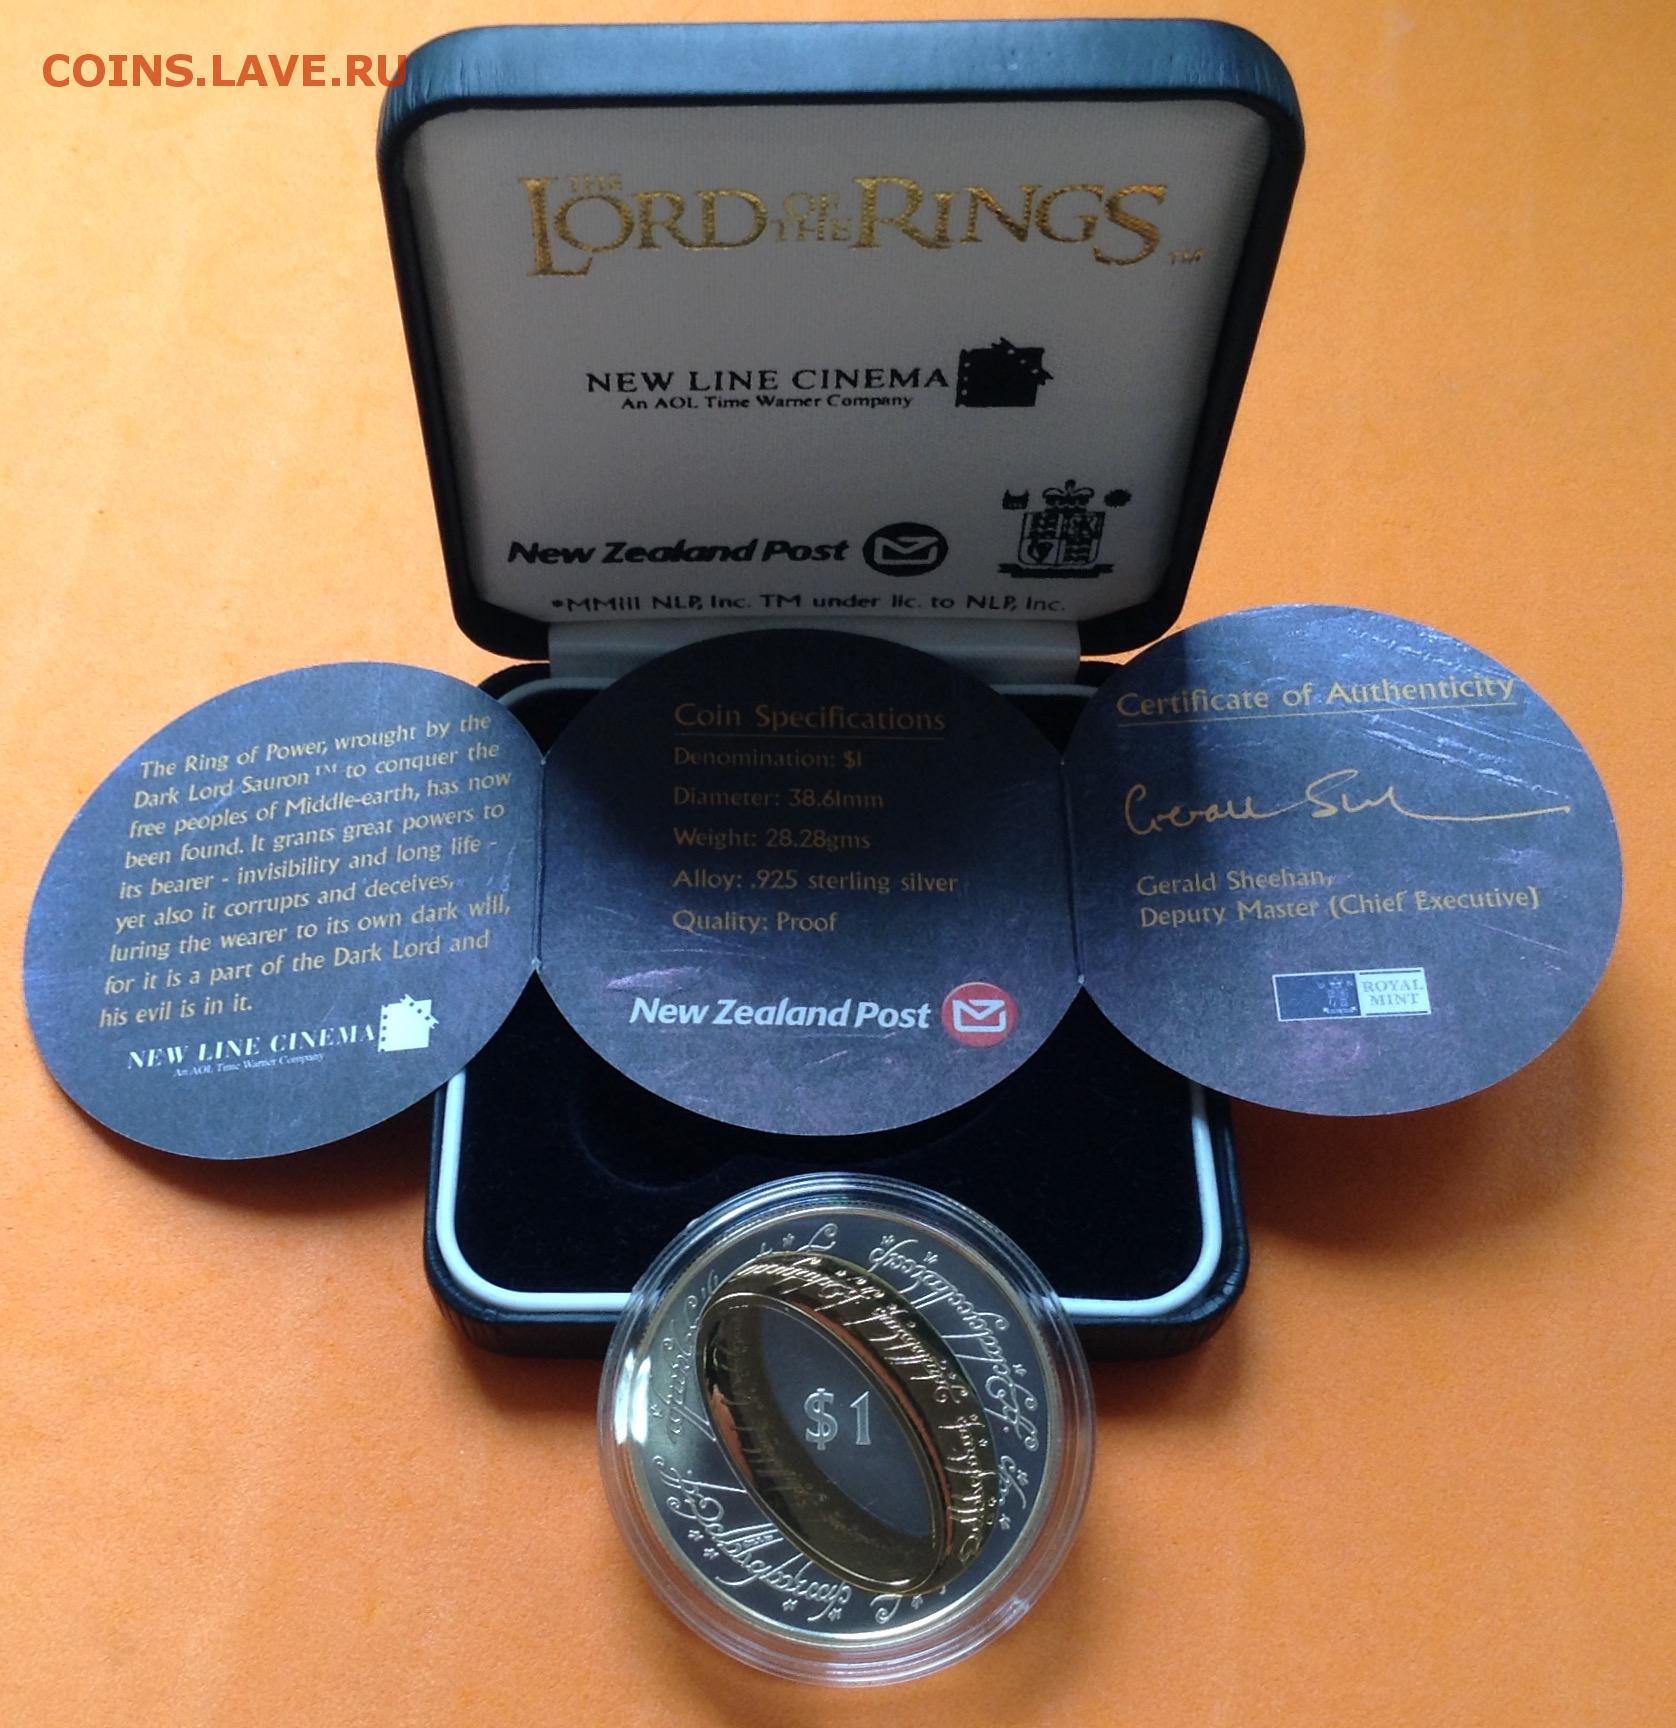 COINS.LAVE.RU
THE LORD OF THE RINGS ™
NEW LINE CINEMA
An AOL Time Warner Company
New Zealand Post
•MMIII NLP, Inc. TM under lic. to NLP, Inc.
The Ring of Power, wrought by the
Dark Lord Sauron™ to conquer the
free peoples of Middle-earth, has now
been found. It grants great powers to
its bearer - invisibility and long life -
yet also it corrupts and deceives,
luring the wearer to its own dark will,
for it is a part of the Dark Lord and
his evil is in it.
NEW LINE CINEMA
An AOL Time Warner Company
Coin Specifications
Denomination: $1
Diameter: 38.61mm
Weight: 28.28gms
Alloy: .925 sterling silver
Quality: Proof
New Zealand Post
Certificate of Authenticity
Gerald Sheehan,
Deputy Master (Chief Executive)
ROYAL
MINT
$1